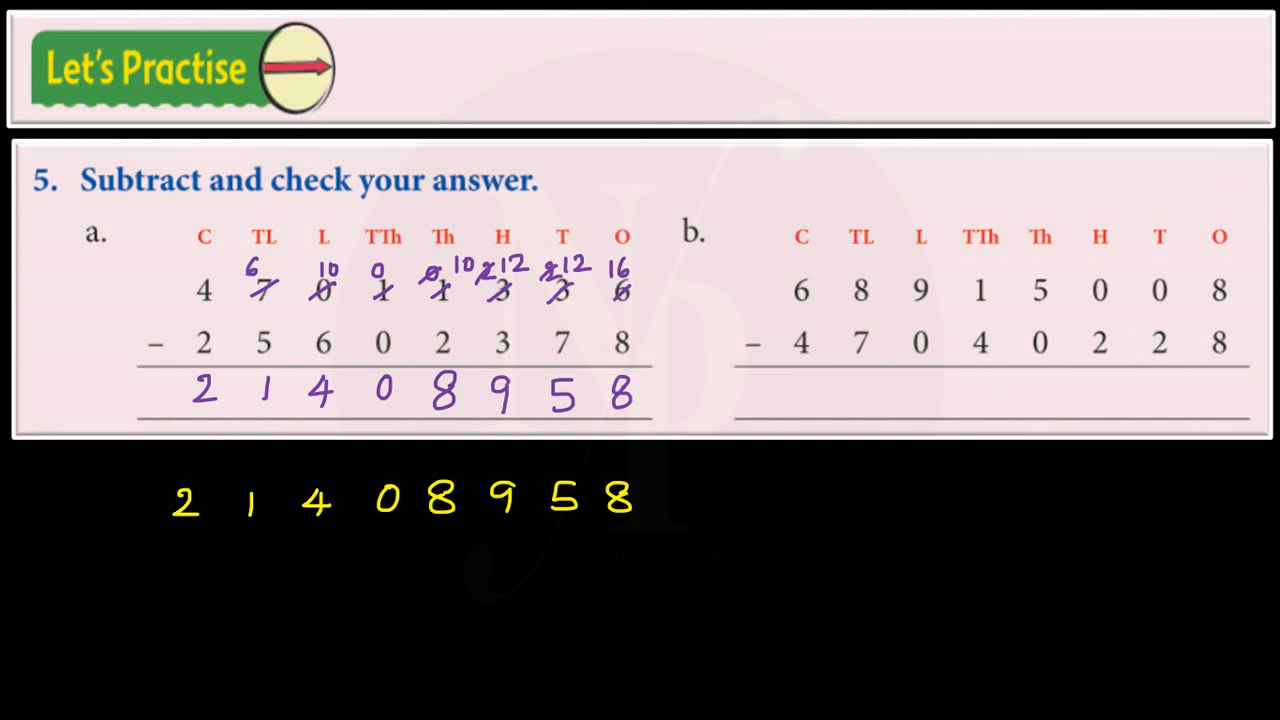 Let's Practise
5. Subtract and check your answer.
a. C TL L TTh Th H T O
6 10 0 0 10 2 12 2 12 16
4 7 0 1 1 3 3 6
– 2 5 6 0 2 3 7 8
2 1 4 0 8 9 5 8
b. C TL L TTh Th H T O
6 8 9 1 5 0 0 8
– 4 7 0 4 0 2 2 8
2 1 4 0 8 9 5 8